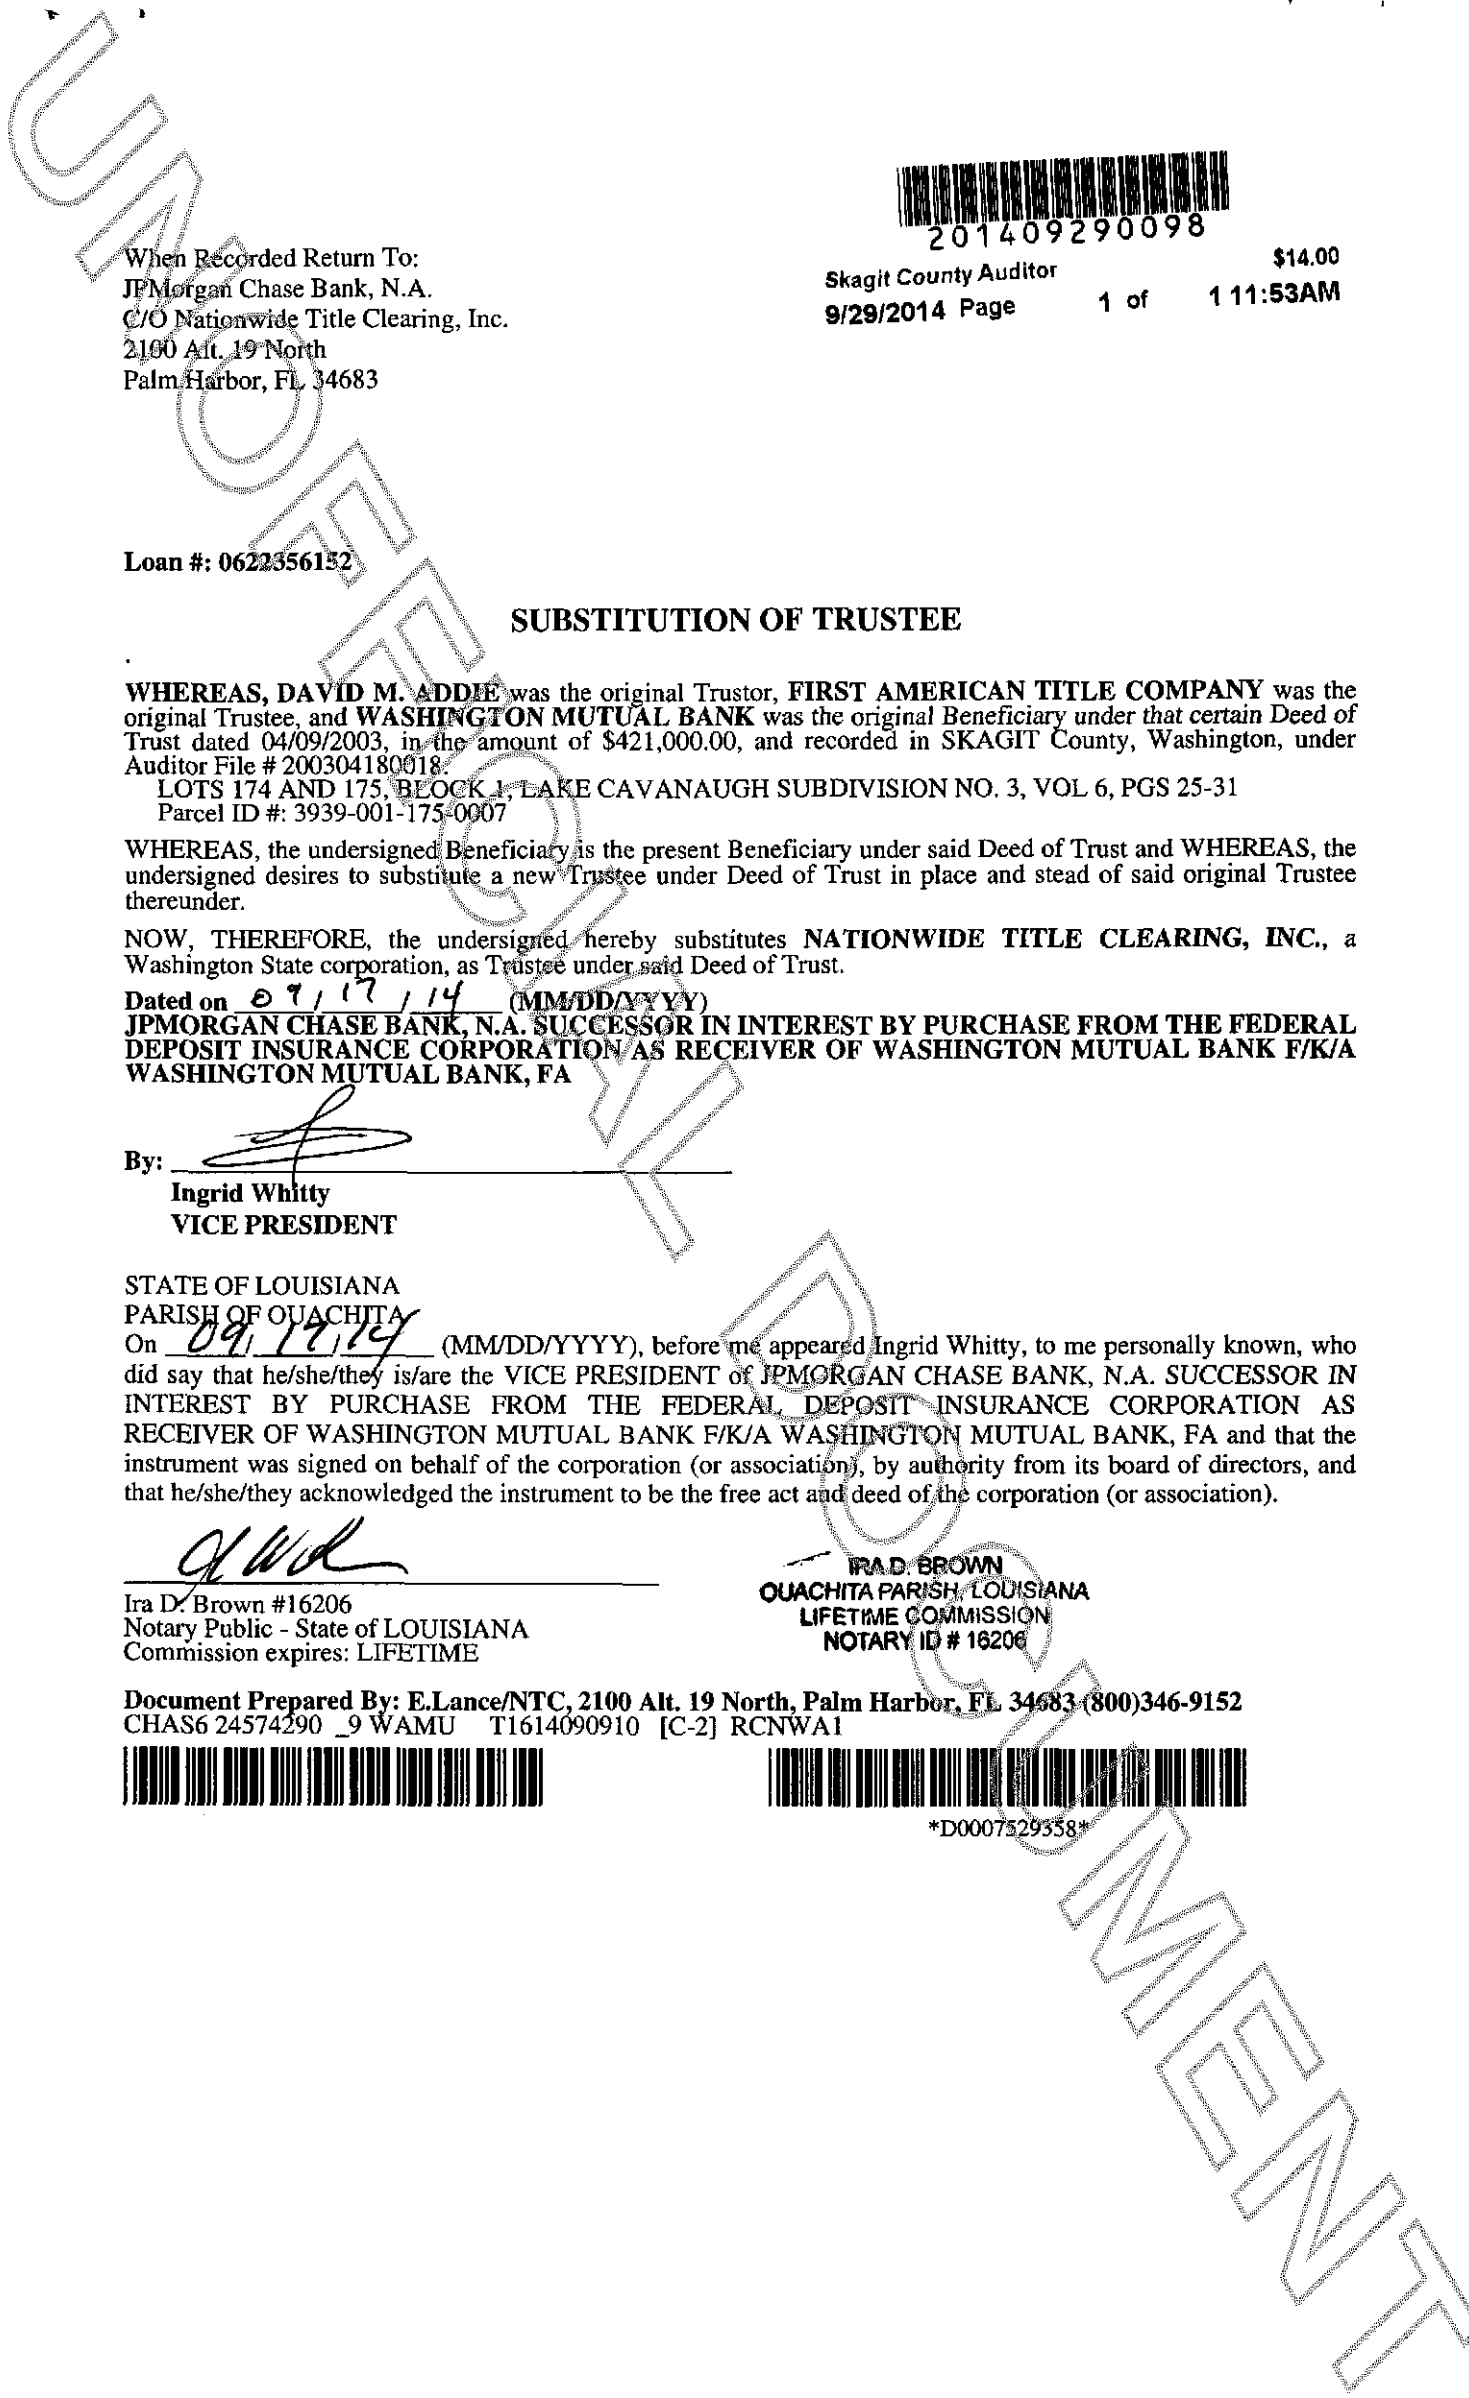 201409290098
Skagit County Auditor $14.00
9/29/2014 Page 1 of 1 11:53AM
When Recorded Return To:
JPMorgan Chase Bank, N.A.
C/O Nationwide Title Clearing, Inc.
2100 Alt. 19 North
Palm Harbor, FL 34683
Loan #: 0622356152
SUBSTITUTION OF TRUSTEE
WHEREAS, DAVID M. ADDIE was the original Trustor, FIRST AMERICAN TITLE COMPANY was the
original Trustee, and WASHINGTON MUTUAL BANK was the original Beneficiary under that certain Deed of
Trust dated 04/09/2003, in the amount of $421,000.00, and recorded in SKAGIT County, Washington, under
Auditor File # 200304180018.
LOTS 174 AND 175, BLOCK 1, LAKE CAVANAUGH SUBDIVISION NO. 3, VOL 6, PGS 25-31
Parcel ID #: 3939-001-175-0007
WHEREAS, the undersigned Beneficiary is the present Beneficiary under said Deed of Trust and WHEREAS, the
undersigned desires to substitute a new Trustee under Deed of Trust in place and stead of said original Trustee
thereunder.
NOW, THEREFORE, the undersigned hereby substitutes NATIONWIDE TITLE CLEARING, INC., a
Washington State corporation, as Trustee under said Deed of Trust.
Dated on 09/17/14 (MM/DD/YYYY)
JPMORGAN CHASE BANK, N.A. SUCCESSOR IN INTEREST BY PURCHASE FROM THE FEDERAL
DEPOSIT INSURANCE CORPORATION AS RECEIVER OF WASHINGTON MUTUAL BANK F/K/A
WASHINGTON MUTUAL BANK, FA
By:
Ingrid Whitty
VICE PRESIDENT
STATE OF LOUISIANA
PARISH OF OUACHITA
On 09/17/14 (MM/DD/YYYY), before me appeared Ingrid Whitty, to me personally known, who
did say that he/she/they is/are the VICE PRESIDENT of JPMORGAN CHASE BANK, N.A. SUCCESSOR IN
INTEREST BY PURCHASE FROM THE FEDERAL DEPOSIT INSURANCE CORPORATION AS
RECEIVER OF WASHINGTON MUTUAL BANK F/K/A WASHINGTON MUTUAL BANK, FA and that the
instrument was signed on behalf of the corporation (or association), by authority from its board of directors, and
that he/she/they acknowledged the instrument to be the free act and deed of the corporation (or association).
Ira D. Brown #16206
Notary Public - State of LOUISIANA
Commission expires: LIFETIME
IRA D. BROWN
OUACHITA PARISH, LOUISIANA
LIFETIME COMMISSION
NOTARY ID # 16206
Document Prepared By: E.Lance/NTC, 2100 Alt. 19 North, Palm Harbor, FL 34683 (800)346-9152
CHAS6 24574290 _9 WAMU T1614090910 [C-2] RCNWA1
*D0007529358*
UNOFFICIAL DOCUMENT